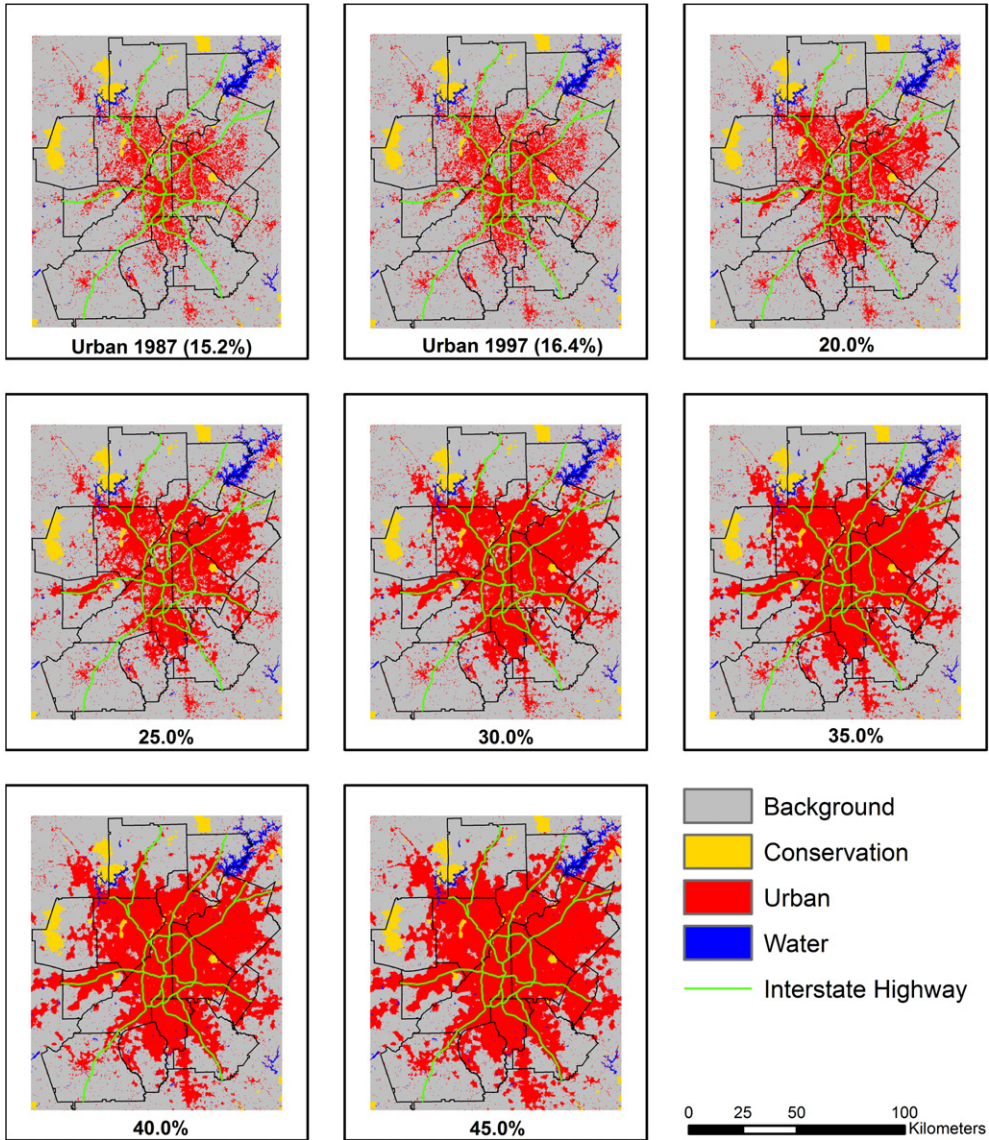 Urban 1987 (15.2%)
Urban 1997 (16.4%)
20.0%
25.0%
30.0%
35.0%
40.0%
45.0%
Background
Conservation
Urban
Water
Interstate Highway
0 25 50 100
Kilometers